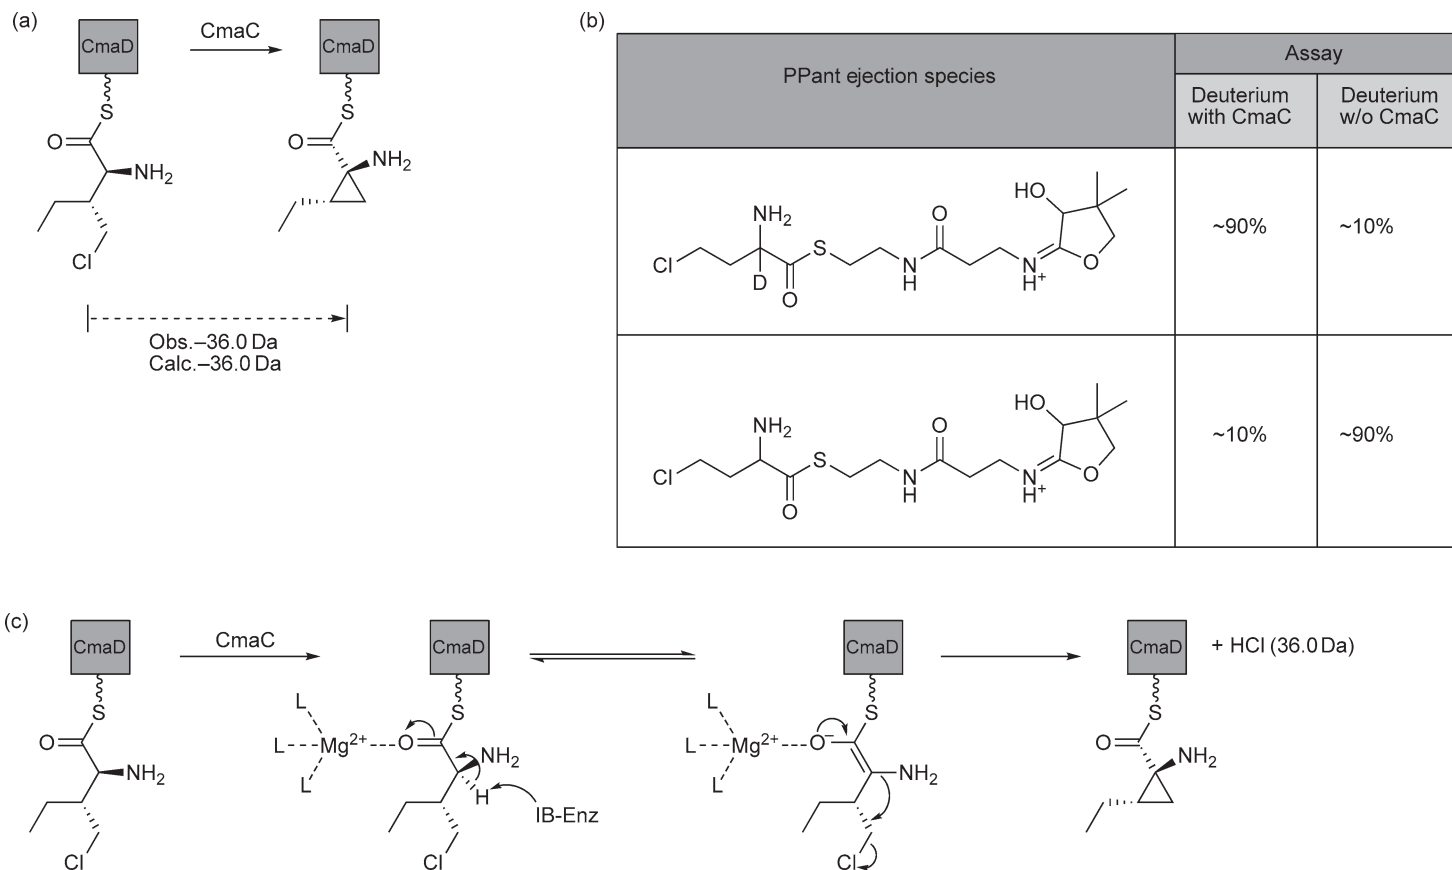 (a)
CmaD
CmaC
CmaD
S
S
O
NH2
O
NH2
Cl
Obs.–36.0 Da
Calc.–36.0 Da
(b)
PPant ejection species
Assay
Deuterium
with CmaC
Deuterium
w/o CmaC
NH2
Cl
D
O
S
N
H
O
N
H+
HO
O
~90%
~10%
NH2
Cl
O
S
N
H
O
N
H+
HO
O
~10%
~90%
(c)
CmaD
CmaC
CmaD
CmaD
CmaD
+ HCl (36.0 Da)
S
O
NH2
Cl
L
L
L
Mg2+
O
S
NH2
H
IB-Enz
Cl
L
L
L
Mg2+
O–
S
NH2
Cl
S
O
NH2